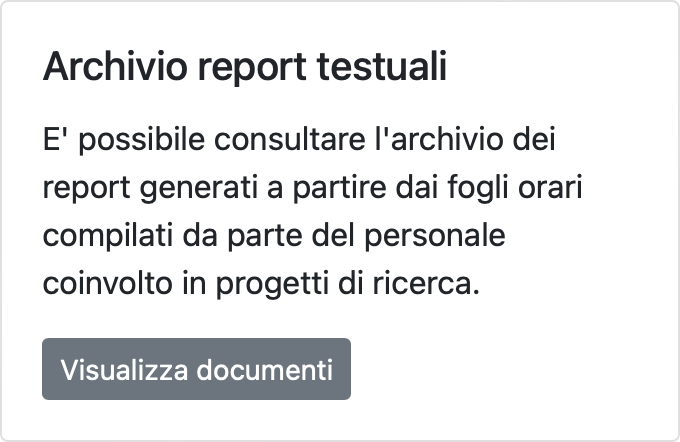 Archivio report testuali
E' possibile consultare l'archivio dei
report generati a partire dai fogli orari
compilati da parte del personale
coinvolto in progetti di ricerca.
Visualizza documenti